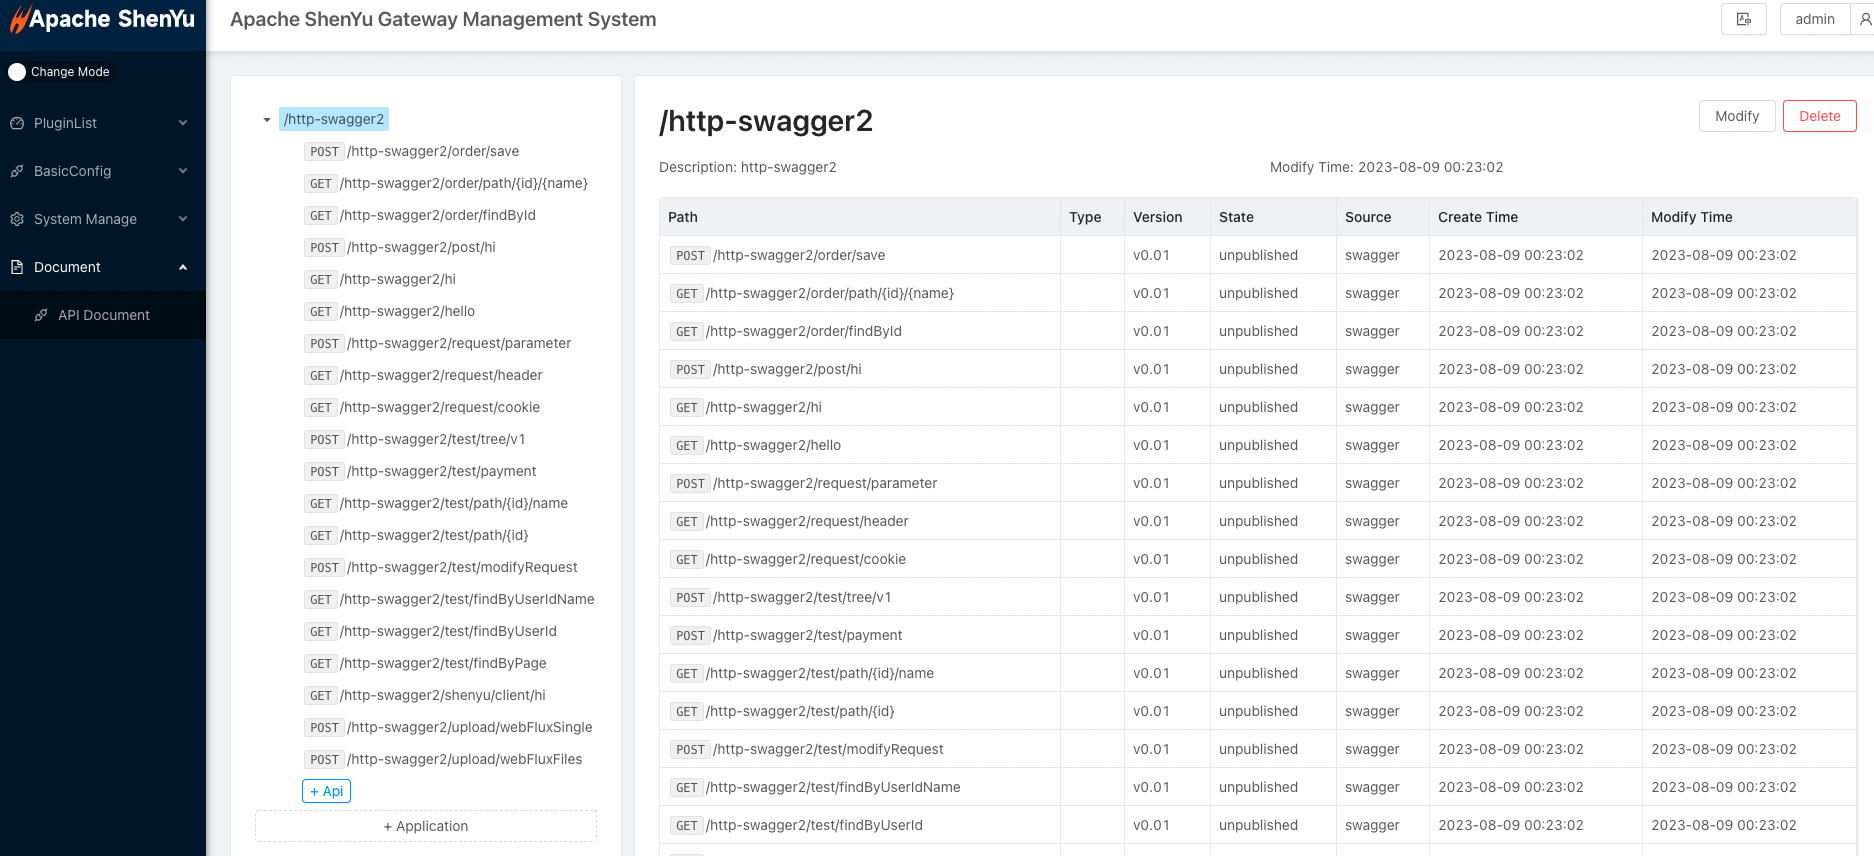 Apache ShenYu
Apache ShenYu Gateway Management System
admin
Change Mode
PluginList
BasicConfig
System Manage
Document
API Document
/http-swagger2
POST /http-swagger2/order/save
GET /http-swagger2/order/path/{id}/{name}
GET /http-swagger2/order/findById
POST /http-swagger2/post/hi
GET /http-swagger2/hi
GET /http-swagger2/hello
POST /http-swagger2/request/parameter
GET /http-swagger2/request/header
GET /http-swagger2/request/cookie
POST /http-swagger2/test/tree/v1
POST /http-swagger2/test/payment
GET /http-swagger2/test/path/{id}/name
GET /http-swagger2/test/path/{id}
POST /http-swagger2/test/modifyRequest
GET /http-swagger2/test/findByUserIdName
GET /http-swagger2/test/findByUserId
GET /http-swagger2/test/findByPage
GET /http-swagger2/shenyu/client/hi
POST /http-swagger2/upload/webFluxSingle
POST /http-swagger2/upload/webFluxFiles
+ Api
+ Application
/http-swagger2
Modify Delete
Description: http-swagger2 Modify Time: 2023-08-09 00:23:02
Path Type Version State Source Create Time Modify Time
POST /http-swagger2/order/save v0.01 unpublished swagger 2023-08-09 00:23:02 2023-08-09 00:23:02
GET /http-swagger2/order/path/{id}/{name} v0.01 unpublished swagger 2023-08-09 00:23:02 2023-08-09 00:23:02
GET /http-swagger2/order/findById v0.01 unpublished swagger 2023-08-09 00:23:02 2023-08-09 00:23:02
POST /http-swagger2/post/hi v0.01 unpublished swagger 2023-08-09 00:23:02 2023-08-09 00:23:02
GET /http-swagger2/hi v0.01 unpublished swagger 2023-08-09 00:23:02 2023-08-09 00:23:02
GET /http-swagger2/hello v0.01 unpublished swagger 2023-08-09 00:23:02 2023-08-09 00:23:02
POST /http-swagger2/request/parameter v0.01 unpublished swagger 2023-08-09 00:23:02 2023-08-09 00:23:02
GET /http-swagger2/request/header v0.01 unpublished swagger 2023-08-09 00:23:02 2023-08-09 00:23:02
GET /http-swagger2/request/cookie v0.01 unpublished swagger 2023-08-09 00:23:02 2023-08-09 00:23:02
POST /http-swagger2/test/tree/v1 v0.01 unpublished swagger 2023-08-09 00:23:02 2023-08-09 00:23:02
POST /http-swagger2/test/payment v0.01 unpublished swagger 2023-08-09 00:23:02 2023-08-09 00:23:02
GET /http-swagger2/test/path/{id}/name v0.01 unpublished swagger 2023-08-09 00:23:02 2023-08-09 00:23:02
GET /http-swagger2/test/path/{id} v0.01 unpublished swagger 2023-08-09 00:23:02 2023-08-09 00:23:02
POST /http-swagger2/test/modifyRequest v0.01 unpublished swagger 2023-08-09 00:23:02 2023-08-09 00:23:02
GET /http-swagger2/test/findByUserIdName v0.01 unpublished swagger 2023-08-09 00:23:02 2023-08-09 00:23:02
GET /http-swagger2/test/findByUserId v0.01 unpublished swagger 2023-08-09 00:23:02 2023-08-09 00:23:02